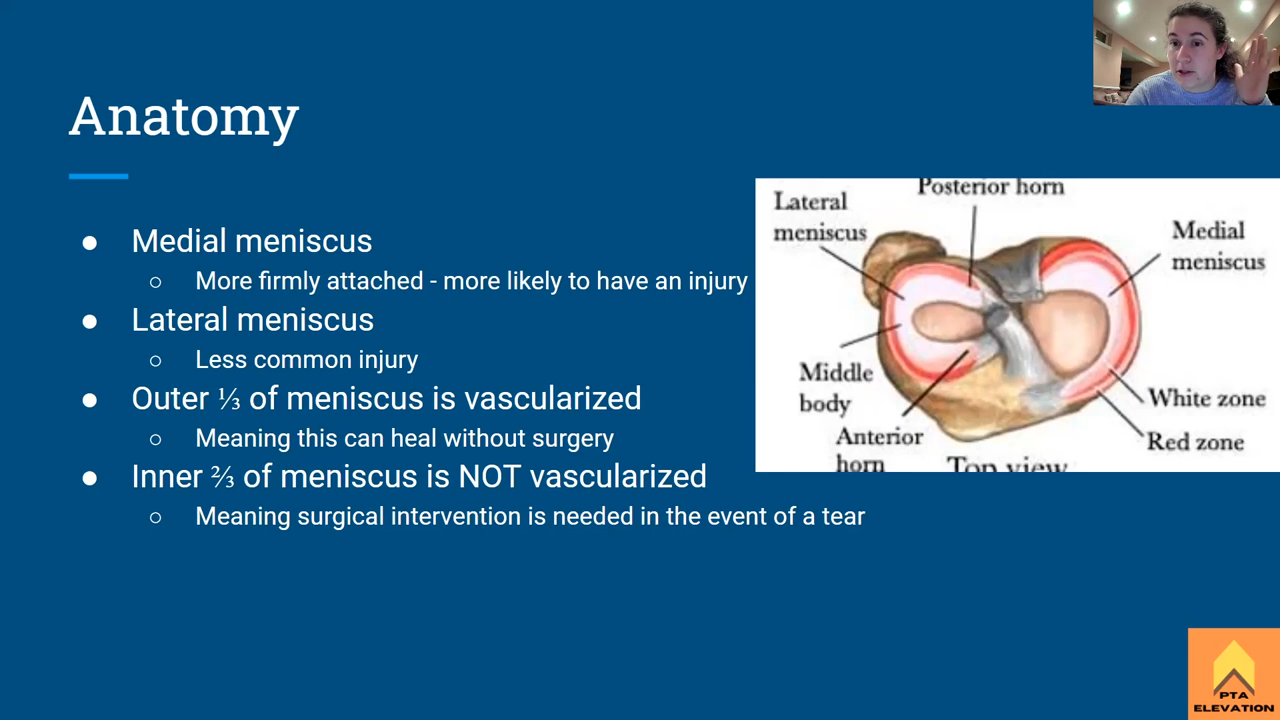 Anatomy
● Medial meniscus
○ More firmly attached - more likely to have an injury
● Lateral meniscus
○ Less common injury
● Outer ⅓ of meniscus is vascularized
○ Meaning this can heal without surgery
● Inner ⅔ of meniscus is NOT vascularized
○ Meaning surgical intervention is needed in the event of a tear
Posterior horn
Lateral
meniscus
Medial
meniscus
Middle
body
White zone
Anterior
horn
Red zone
Top view
PTA
ELEVATION